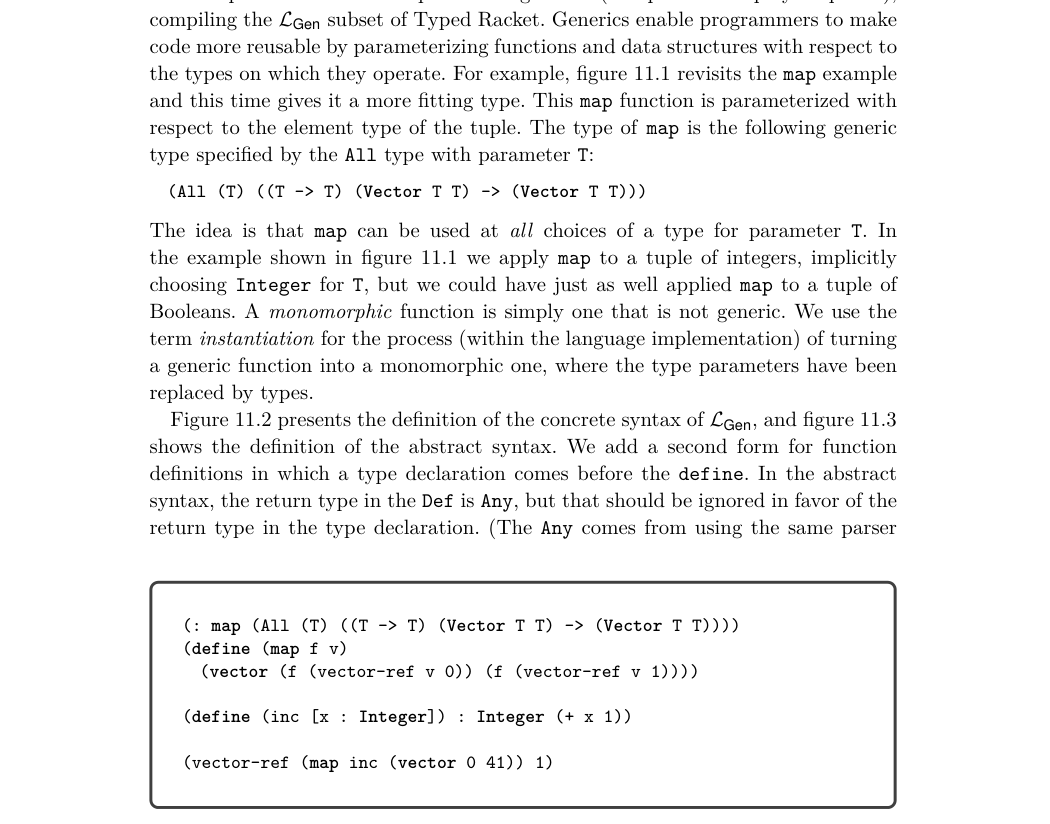 compiling the ℒGen subset of Typed Racket. Generics enable programmers to make
code more reusable by parameterizing functions and data structures with respect to
the types on which they operate. For example, figure 11.1 revisits the map example
and this time gives it a more fitting type. This map function is parameterized with
respect to the element type of the tuple. The type of map is the following generic
type specified by the All type with parameter T:
(All (T) ((T -> T) (Vector T T) -> (Vector T T)))
The idea is that map can be used at all choices of a type for parameter T. In
the example shown in figure 11.1 we apply map to a tuple of integers, implicitly
choosing Integer for T, but we could have just as well applied map to a tuple of
Booleans. A monomorphic function is simply one that is not generic. We use the
term instantiation for the process (within the language implementation) of turning
a generic function into a monomorphic one, where the type parameters have been
replaced by types.
Figure 11.2 presents the definition of the concrete syntax of ℒGen, and figure 11.3
shows the definition of the abstract syntax. We add a second form for function
definitions in which a type declaration comes before the define. In the abstract
syntax, the return type in the Def is Any, but that should be ignored in favor of the
return type in the type declaration. (The Any comes from using the same parser
(: map (All (T) ((T -> T) (Vector T T) -> (Vector T T))))
(define (map f v)
(vector (f (vector-ref v 0)) (f (vector-ref v 1))))
(define (inc [x : Integer]) : Integer (+ x 1))
(vector-ref (map inc (vector 0 41)) 1)